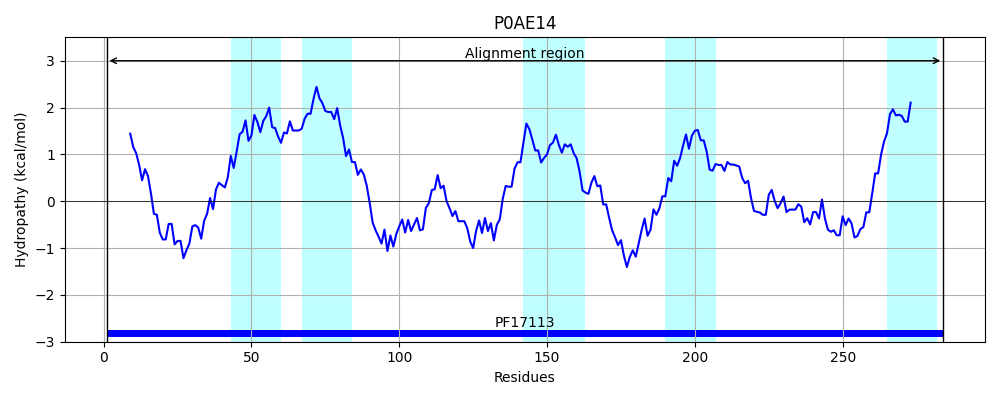 P0AE14
Alignment region
Hydropathy (kcal/mol)
3
2
1
0
−1
−2
−3
PF17113
0
50
100
150
200
250
Residues